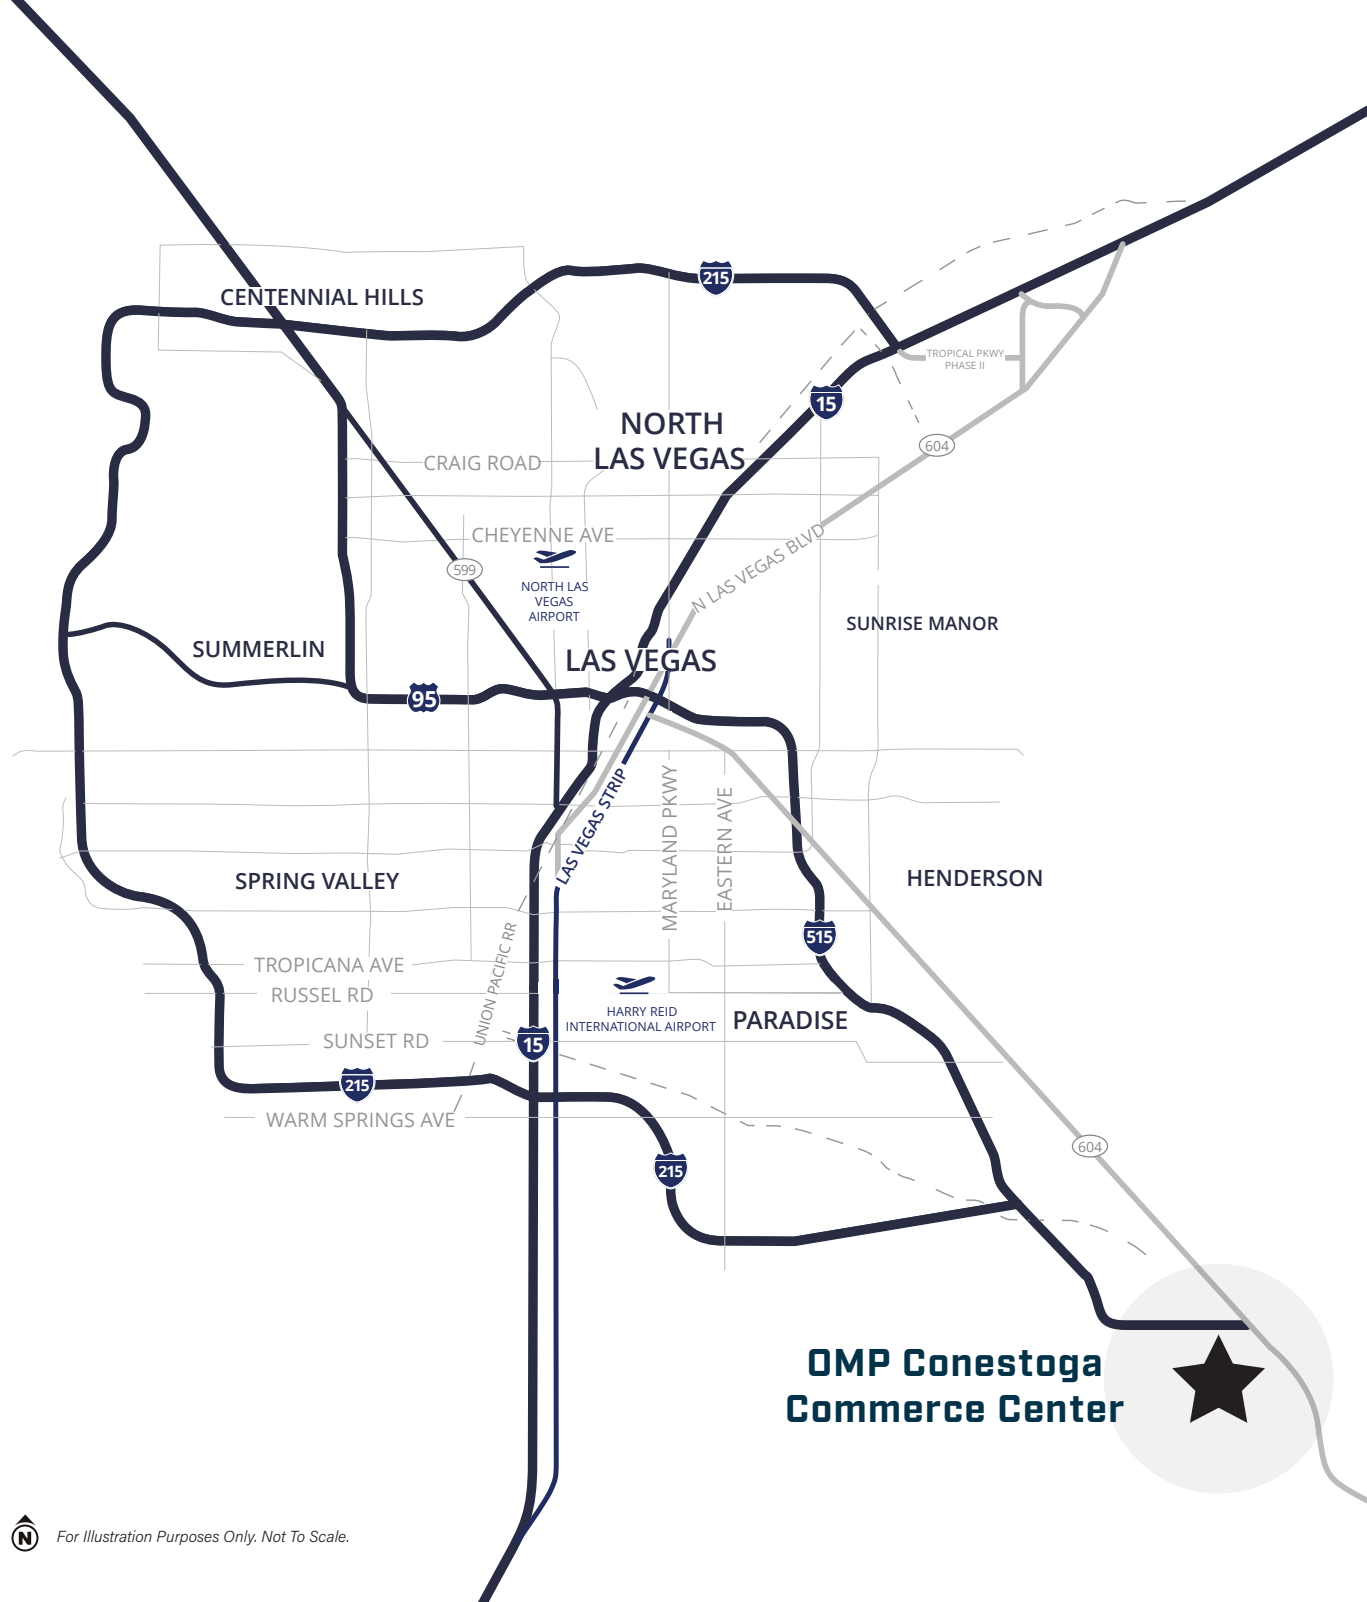 215
CENTENNIAL HILLS
TROPICAL PKWY
PHASE II
15
NORTH
LAS VEGAS
604
CRAIG ROAD
CHEYENNE AVE
N LAS VEGAS BLVD
599
NORTH LAS
VEGAS
AIRPORT
SUNRISE MANOR
SUMMERLIN
LAS VEGAS
95
LAS VEGAS STRIP
MARYLAND PKWY
EASTERN AVE
SPRING VALLEY
HENDERSON
515
UNION PACIFIC RR
TROPICANA AVE
RUSSEL RD
HARRY REID
INTERNATIONAL AIRPORT
PARADISE
SUNSET RD
15
215
WARM SPRINGS AVE
604
215
OMP Conestoga
Commerce Center
N
For Illustration Purposes Only. Not To Scale.